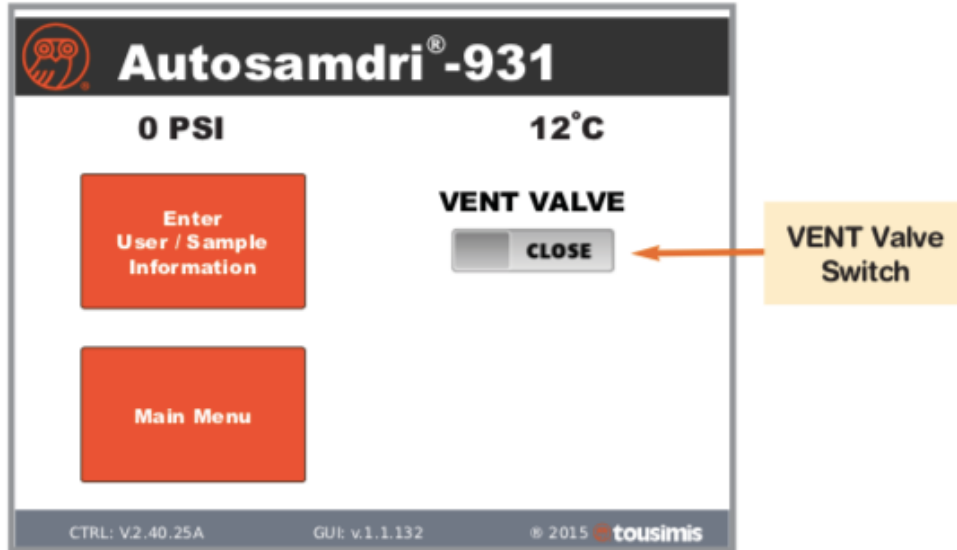 Autosamdri®-931
0 PSI
12°C
Enter
User / Sample
Information
VENT VALVE
CLOSE
VENT Valve
Switch
Main Menu
CTRL: V.2.40.25A
GUI: v.1.1.132
® 2015 tousimis